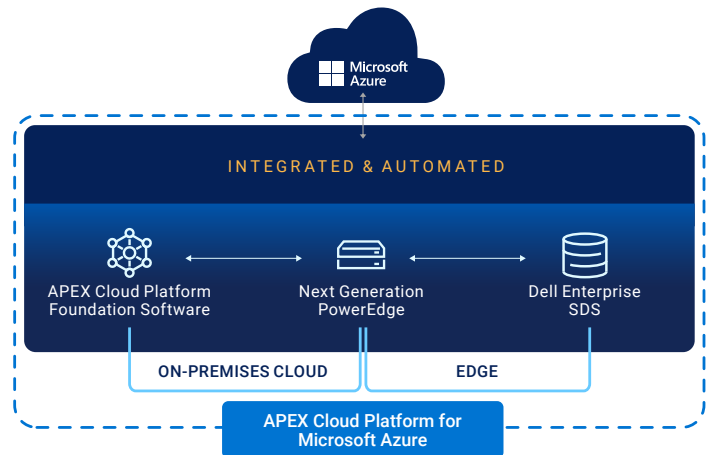 Microsoft
Azure
INTEGRATED & AUTOMATED
APEX Cloud Platform
Foundation Software
Next Generation
PowerEdge
Dell Enterprise
SDS
ON-PREMISES CLOUD
EDGE
APEX Cloud Platform for
Microsoft Azure